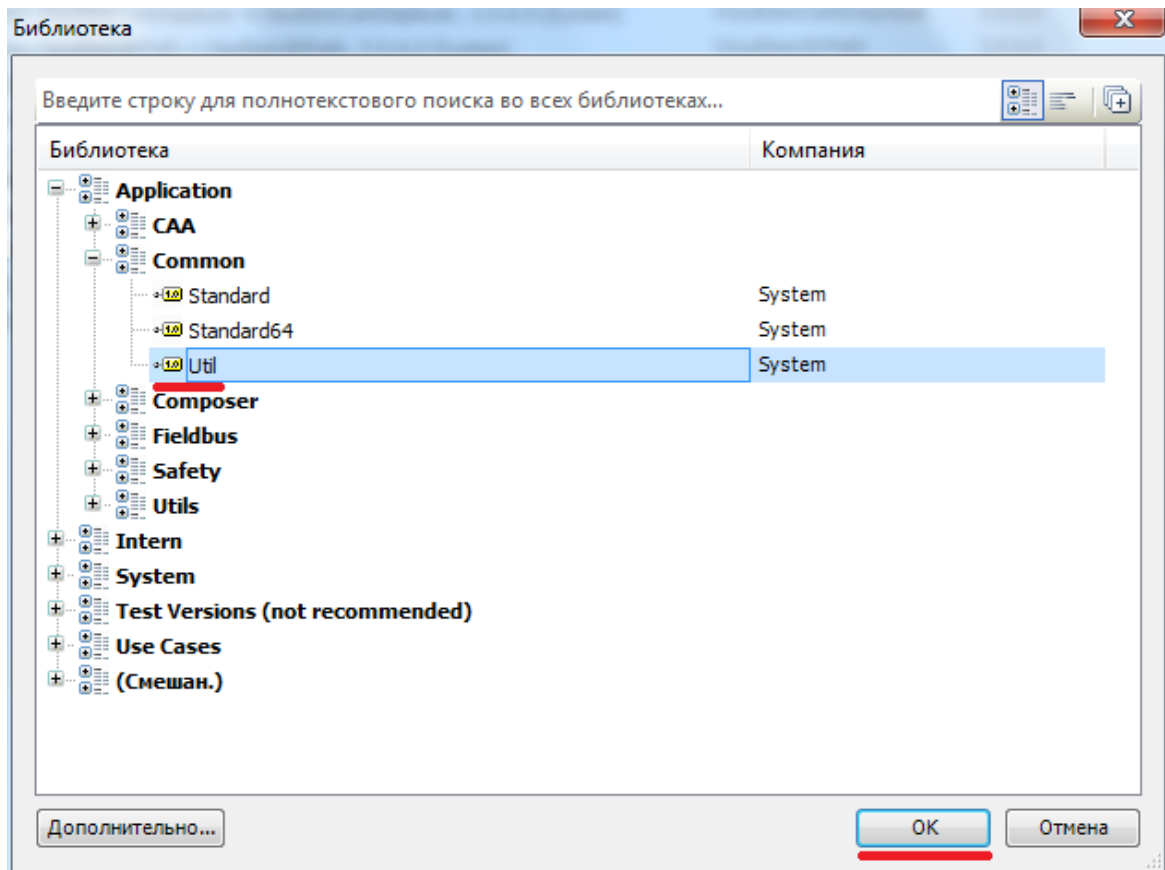 Библиотека
Введите строку для полнотекстового поиска во всех библиотеках...
Библиотека Компания
Application
CAA
Common
Standard System
Standard64 System
Util System
Composer
Fieldbus
Safety
Utils
Intern
System
Test Versions (not recommended)
Use Cases
(Смешан.)
Дополнительно... ОК Отмена